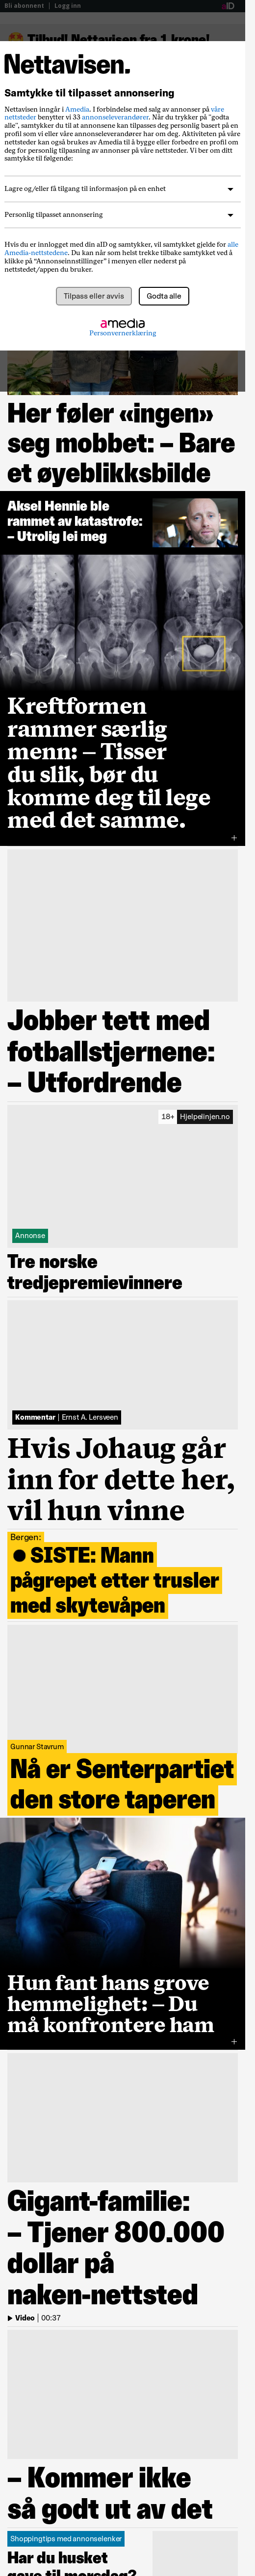 Bli abonnent | Logg inn
aID
Tilbud! Nettavisen fra 1 krone!
Nettavisen.
Samtykke til tilpasset annonsering
Nettavisen inngår i Amedia. I forbindelse med salg av annonser på våre
nettsteder benytter vi 33 annonseleverandører. Når du trykker på "godta
alle", samtykker du til at annonsene kan tilpasses deg personlig basert på en
profil som vi eller våre annonseleverandører har om deg. Aktiviteten på våre
nettsteder kan også brukes av Amedia til å bygge eller forbedre en profil om
deg for personlig tilpasning av annonser på våre nettsteder. Vi ber om ditt
samtykke til følgende:
Lagre og/eller få tilgang til informasjon på en enhet
Personlig tilpasset annonsering
Hvis du er innlogget med din aID og samtykker, vil samtykket gjelde for alle
Amedia-nettstedene. Du kan når som helst trekke tilbake samtykket ved å
klikke på “Annonseinnstillinger” i menyen eller nederst på
nettstedet/appen du bruker.
Tilpass eller avvis
Godta alle
amedia
Personvernerklæring
Her føler «ingen»
seg mobbet: – Bare
et øyeblikksbilde
Aksel Hennie ble
rammet av katastrofe:
– Utrolig lei meg
Kreftformen
rammer særlig
menn: – Tisser
du slik, bør du
komme deg til lege
med det samme.
+
Jobber tett med
fotballstjernene:
– Utfordrende
18+ Hjelpelinjen.no
Annonse
Tre norske
tredjepremievinnere
Kommentar | Ernst A. Lersveen
Hvis Johaug går
inn for dette her,
vil hun vinne
Bergen:
● SISTE: Mann
pågrepet etter trusler
med skytevåpen
Gunnar Stavrum
Nå er Senterpartiet
den store taperen
Hun fant hans grove
hemmelighet: – Du
må konfrontere ham
+
Gigant-familie:
– Tjener 800.000
dollar på
naken-nettsted
Video | 00:37
– Kommer ikke
så godt ut av det
Shoppingtips med annonselenker
Har du husket
gave til morsdag?